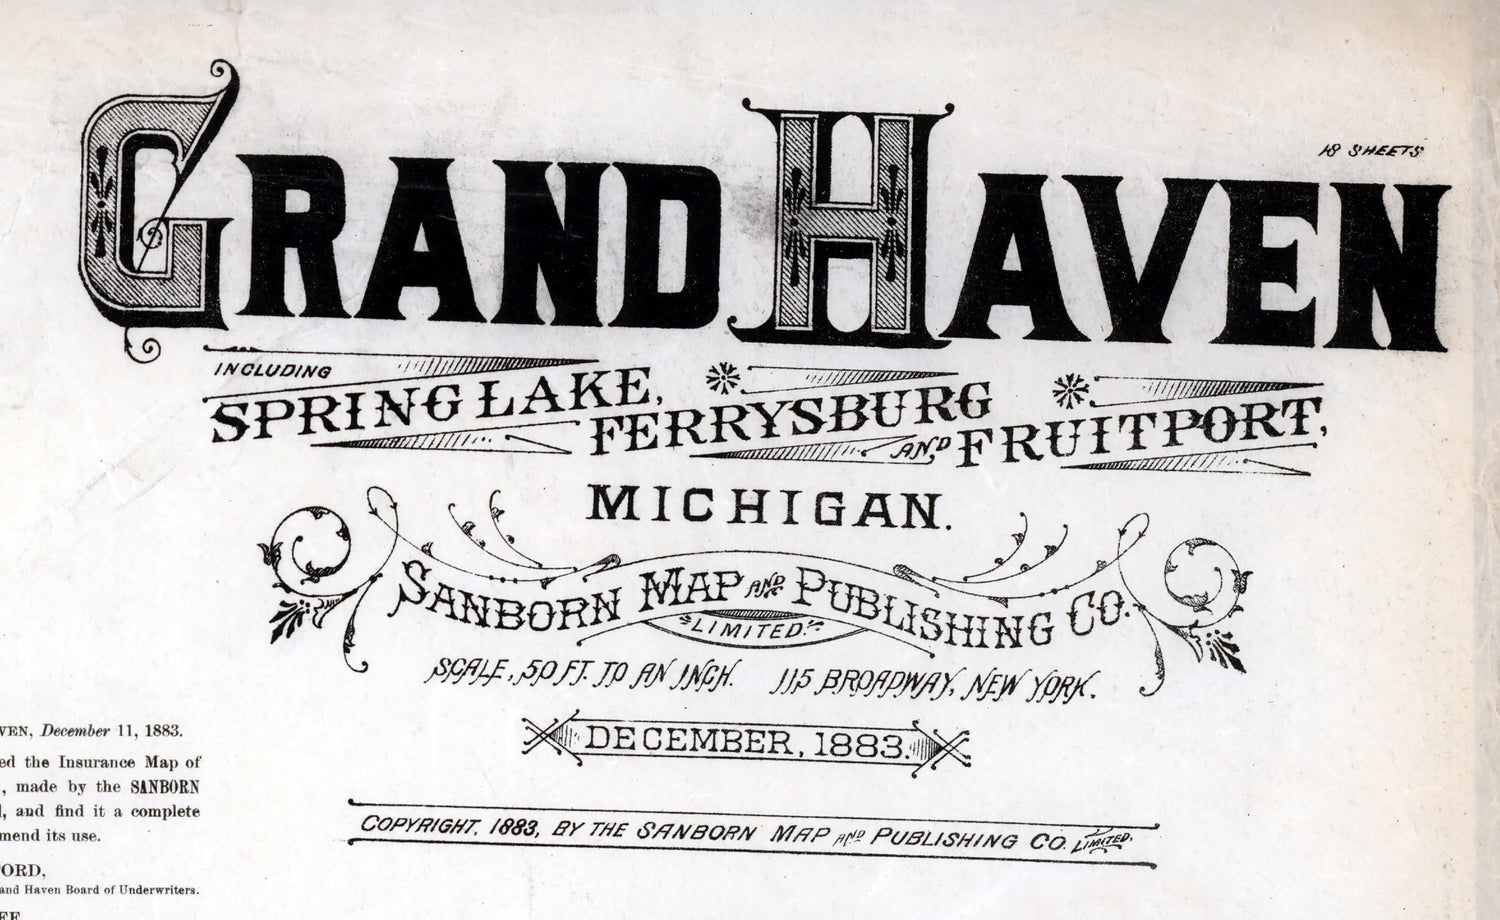 18 SHEETS
GRAND HAVEN
INCLUDING
SPRING LAKE, FERRYSBURG AND FRUITPORT,
MICHIGAN.
SANBORN MAP AND PUBLISHING CO.
LIMITED.
SCALE, 50 FT. TO AN INCH. 115 BROADWAY, NEW YORK.
DECEMBER, 1883.
COPYRIGHT, 1883, BY THE SANBORN MAP AND PUBLISHING CO. LIMITED.
VEN, December 11, 1883.
ed the Insurance Map of
, made by the SANBORN
, and find it a complete
mend its use.
ORD,
and Haven Board of Underwriters.